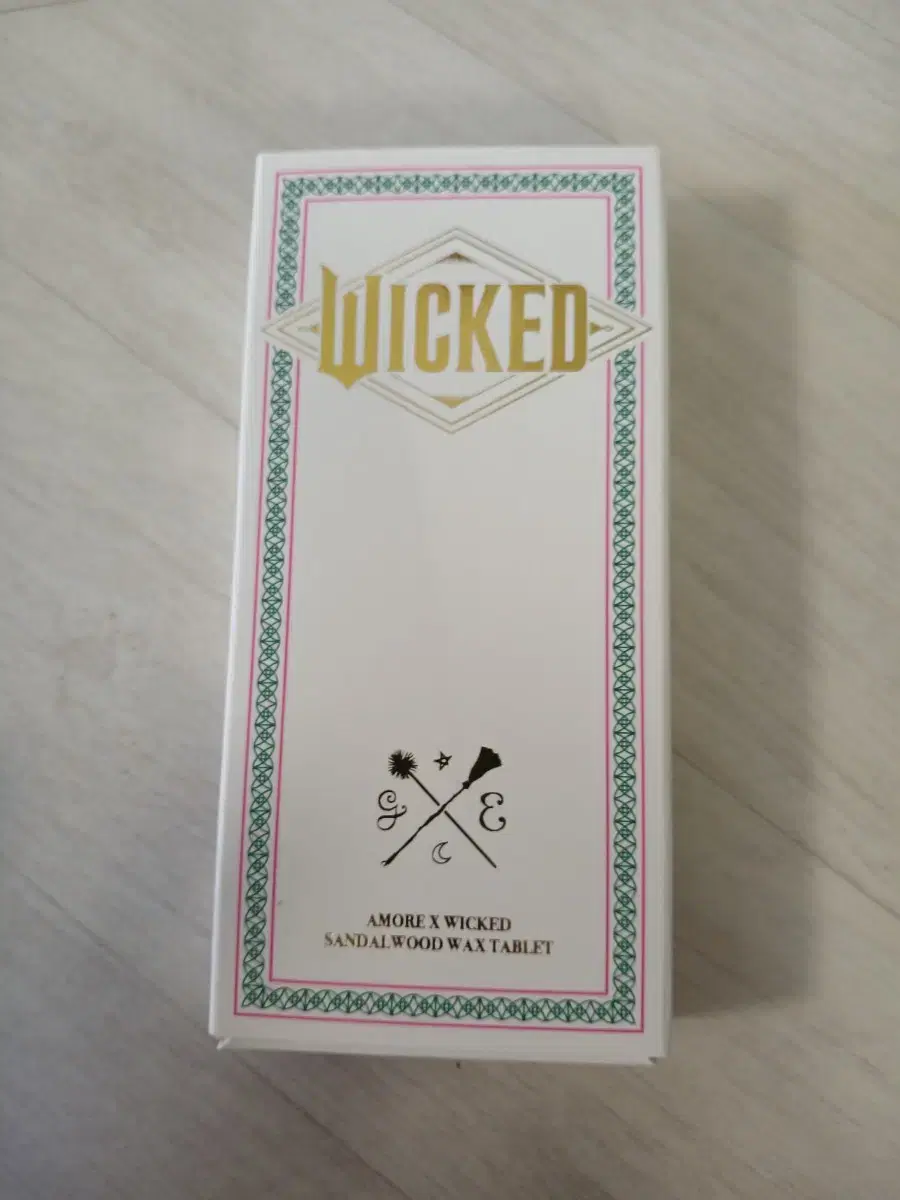 WICKED
G E
AMORE X WICKED
SANDALWOOD WAX TABLET